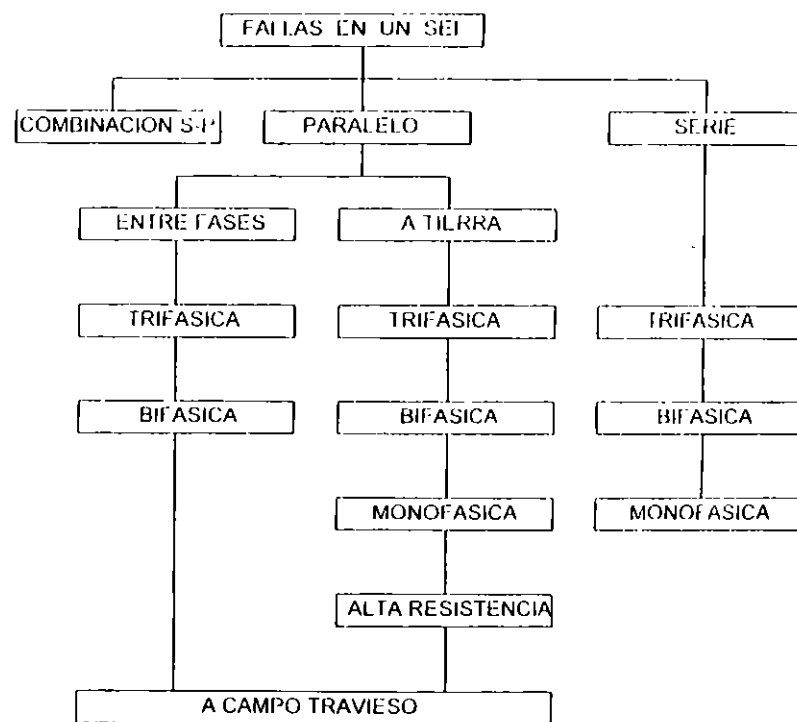 FALLAS EN UN SEI
COMBINACION S-P
PARALELO
SERIE
ENTRE FASES
A TIERRA
TRIFASICA
TRIFASICA
TRIFASICA
BIFASICA
BIFASICA
BIFASICA
MONOFASICA
MONOFASICA
ALTA RESISTENCIA
A CAMPO TRAVIESO